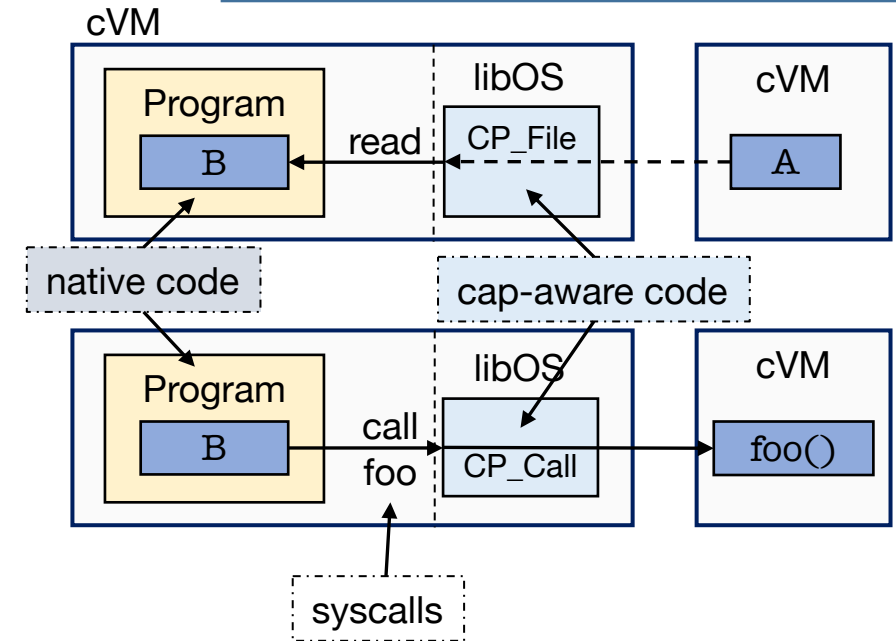 cVM
libOS
cVM
Program
CP_File
read
B
A
native code
cap-aware code
libOS
cVM
Program
call
B
foo()
foo
CP_Call
syscalls